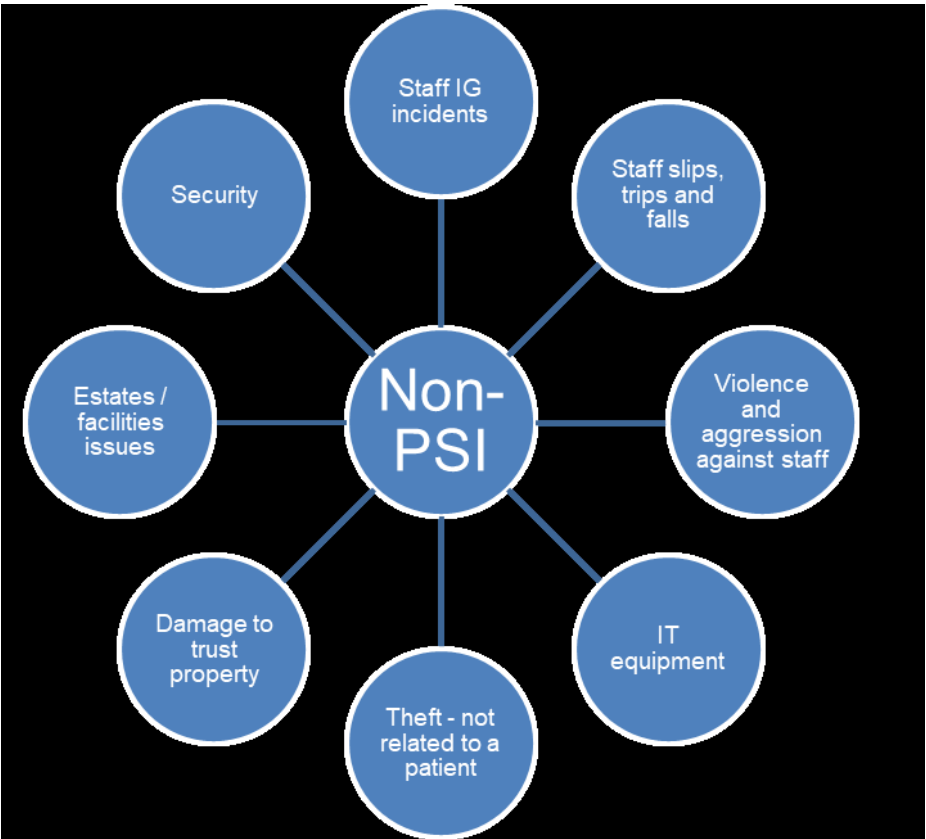 Staff IG
incidents
Staff slips,
trips and
falls
Violence
and
aggression
against staff
IT
equipment
Theft - not
related to a
patient
Damage to
trust
property
Estates /
facilities
issues
Security
Non-
PSI